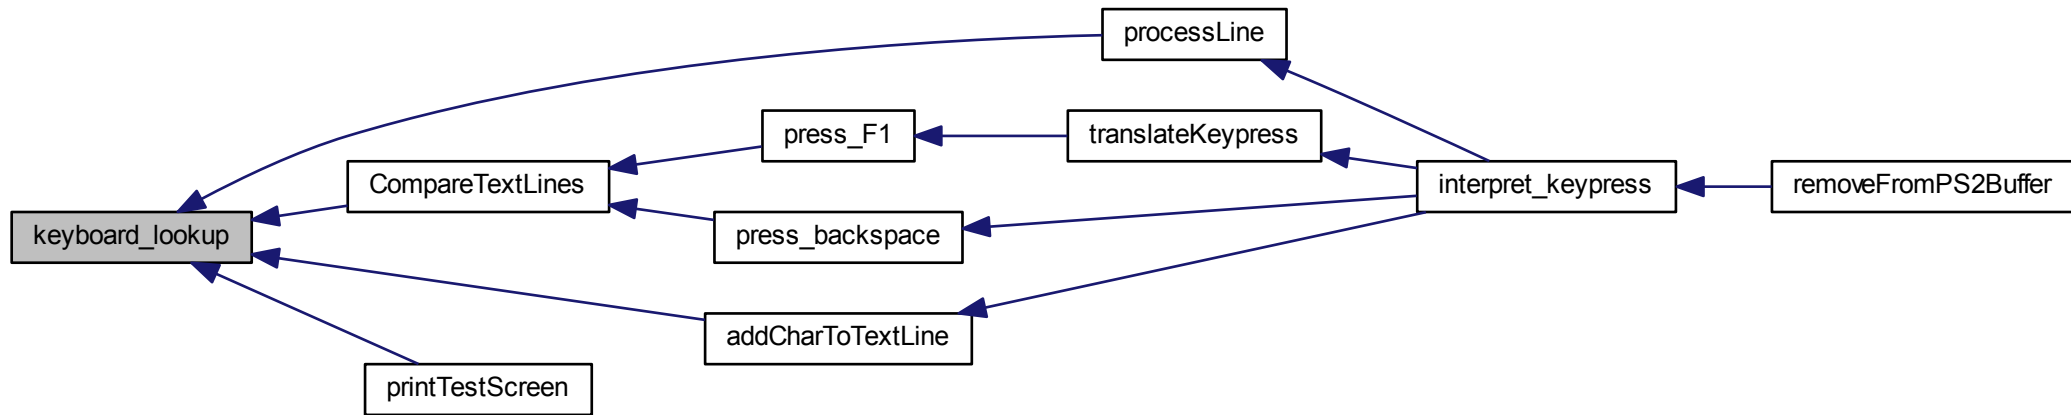 processLine
press_F1
translateKeypress
CompareTextLines
interpret_keypress
removeFromPS2Buffer
keyboard_lookup
press_backspace
addCharToTextLine
printTestScreen